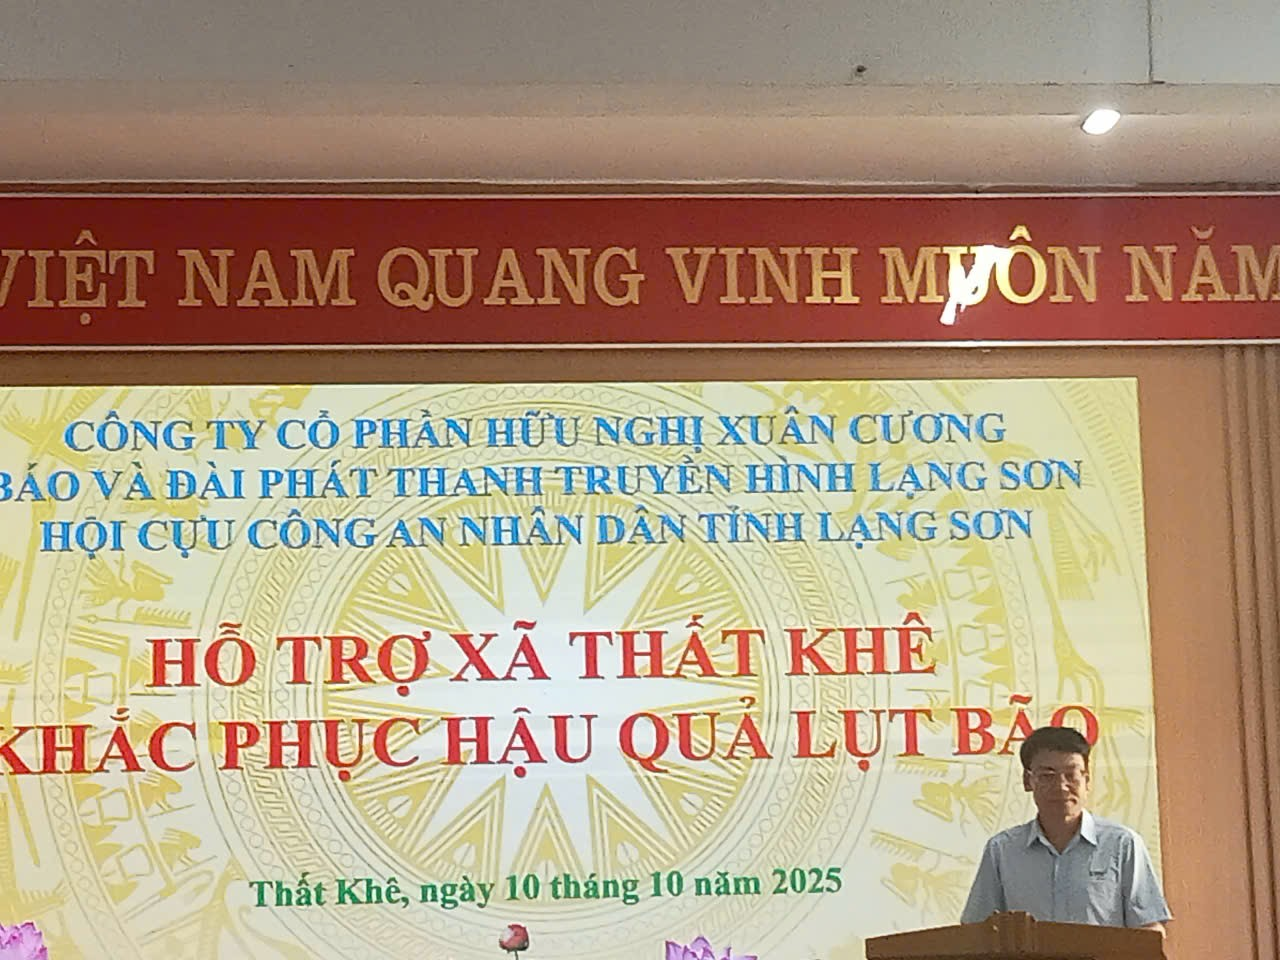 VIỆT NAM QUANG VINH MUÔN NĂM
CÔNG TY CỔ PHẦN HỮU NGHỊ XUÂN CƯƠNG
BÁO VÀ ĐÀI PHÁT THANH TRUYỀN HÌNH LẠNG SƠN
HỘI CỰU CÔNG AN NHÂN DÂN TỈNH LẠNG SƠN
HỖ TRỢ XÃ THẤT KHÊ
KHẮC PHỤC HẬU QUẢ LỤT BÃO
Thất Khê, ngày 10 tháng 10 năm 2025